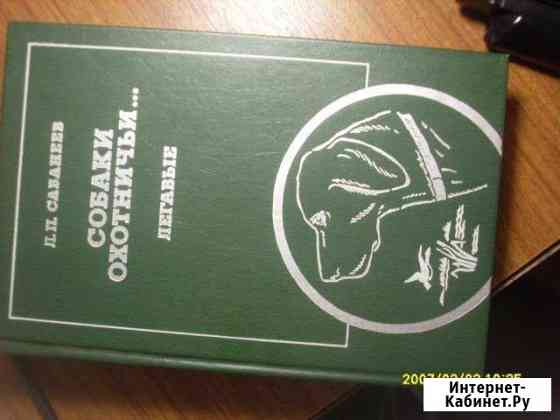 Л.П. САБАНЕЕВ
СОБАКИ
ОХОТНИЧЬИ...
ЛЕГАВЫЕ
Интернет-
Кабинет.Ру